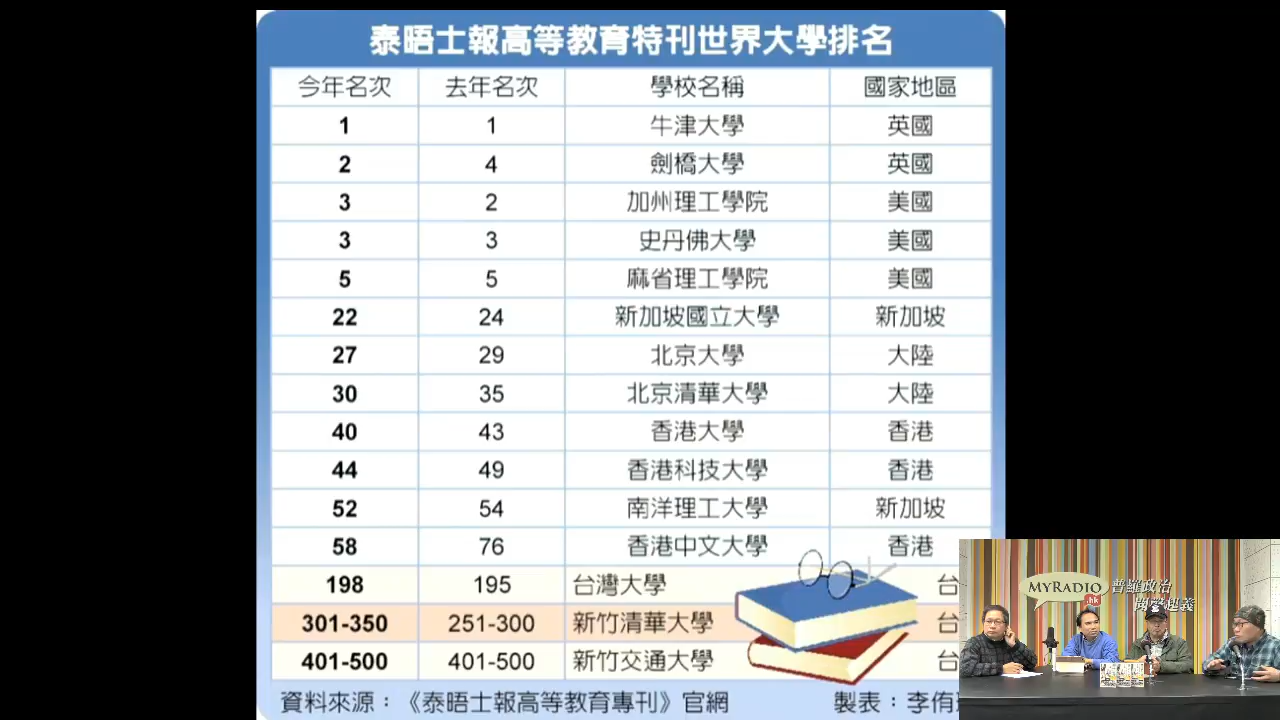 泰晤士報高等教育特刊世界大學排名
今年名次 去年名次 學校名稱 國家地區
1 1 牛津大學 英國
2 4 劍橋大學 英國
3 2 加州理工學院 美國
3 3 史丹佛大學 美國
5 5 麻省理工學院 美國
22 24 新加坡國立大學 新加坡
27 29 北京大學 大陸
30 35 北京清華大學 大陸
40 43 香港大學 香港
44 49 香港科技大學 香港
52 54 南洋理工大學 新加坡
58 76 香港中文大學 香港
198 195 台灣大學 台
301-350 251-300 新竹清華大學 台
401-500 401-500 新竹交通大學 台
資料來源：《泰晤士報高等教育專刊》官網 製表：李侑
MYRADIO
.hk
普羅政治